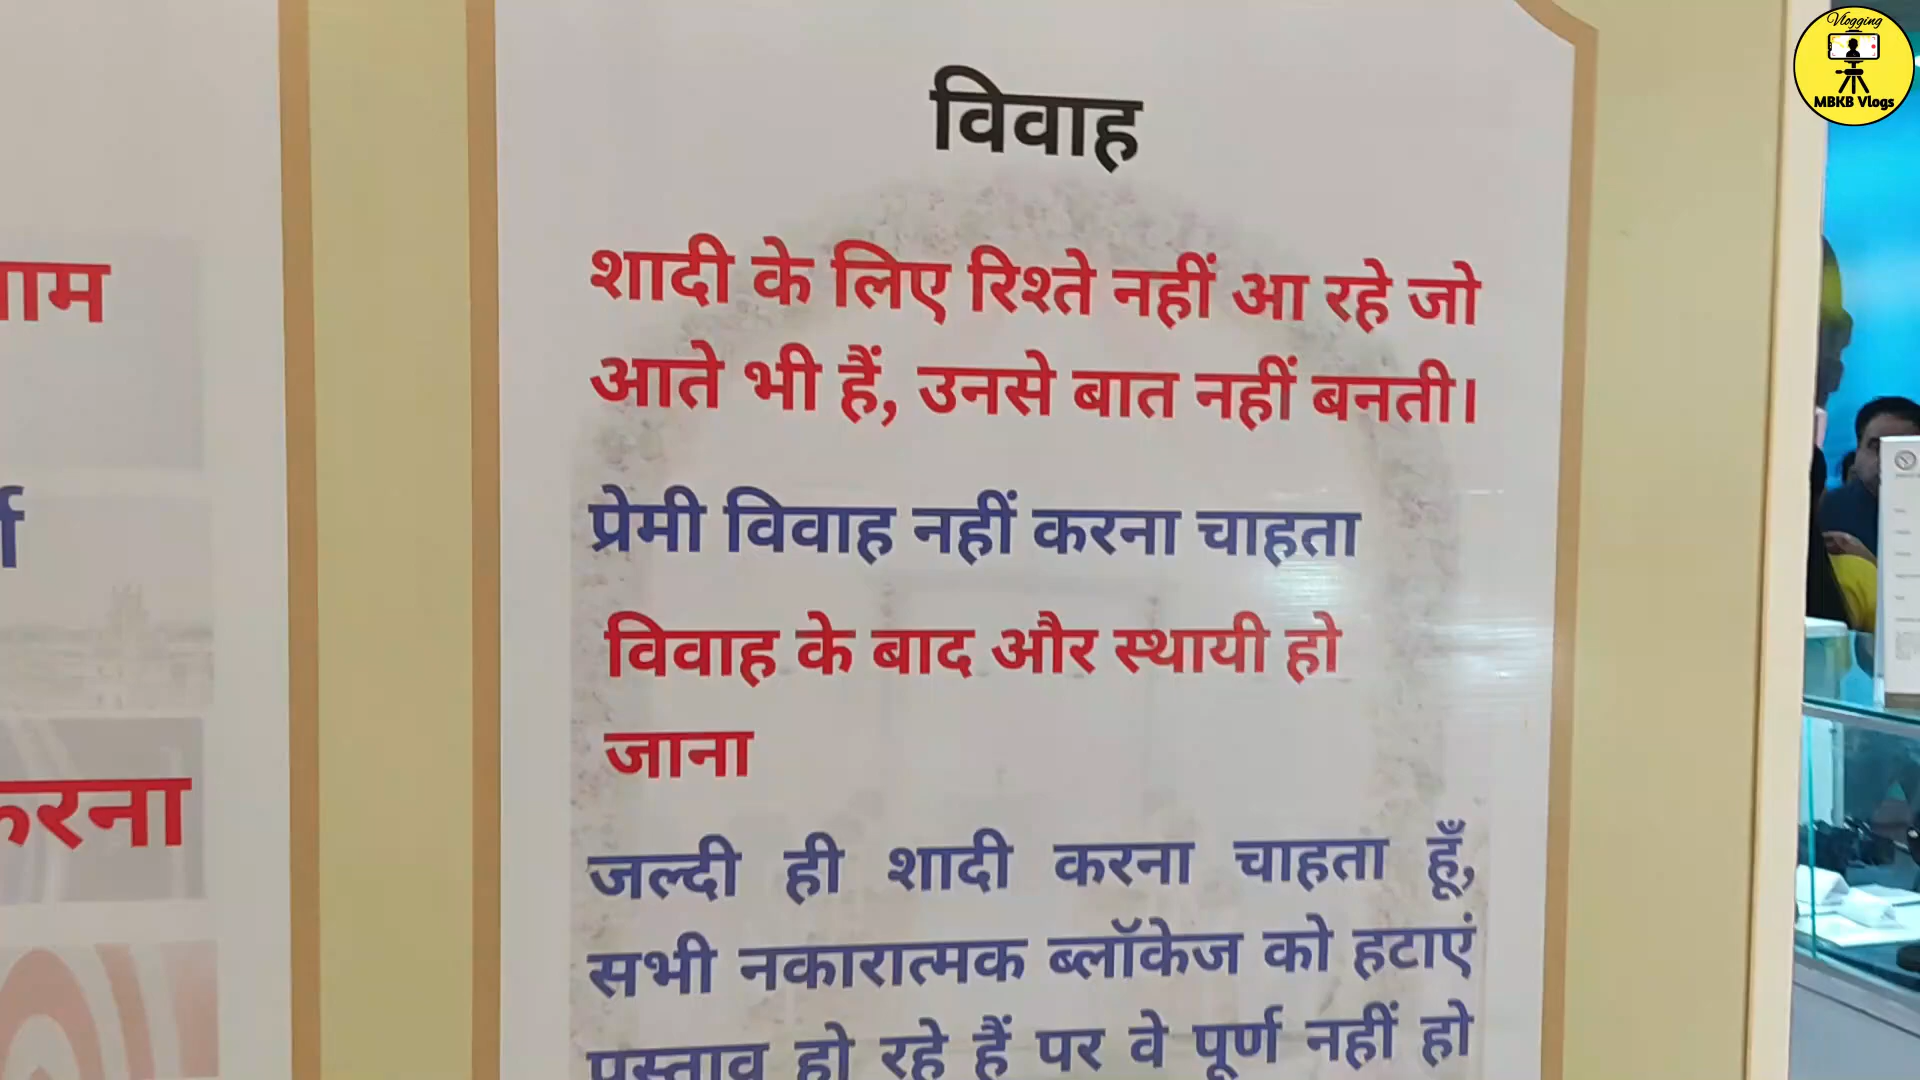 विवाह
शादी के लिए रिश्ते नहीं आ रहे जो
आते भी हैं, उनसे बात नहीं बनती।
प्रेमी विवाह नहीं करना चाहता
विवाह के बाद और स्थायी हो
जाना
जल्दी ही शादी करना चाहता हूँ,
सभी नकारात्मक ब्लॉकेज को हटाएं
प्रस्ताव हो रहे हैं पर वे पूर्ण नहीं हो
Vlogging
MBKB Vlogs